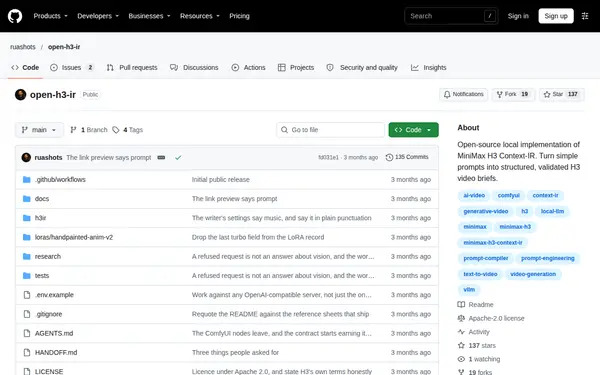 Products Developers Businesses Resources Pricing Search / Sign in Sign up
ruashots / open-h3-ir
Code Issues 2 Pull requests Discussions Actions Projects Security and quality Insights
open-h3-ir Public Notifications Fork 19 Star 137
main 1 Branch 4 Tags Go to file Code
ruashots The link preview says prompt fd031e1 · 3 months ago 135 Commits
.github/workflows Initial public release 3 months ago
docs The link preview says prompt 3 months ago
h3ir The writer's settings say music, and say it in plain punctuation 3 months ago
loras/handpainted-anim-v2 Drop the last turbo field from the LoRA record 3 months ago
research A refused request is not an answer about vision, and the wor... 3 months ago
tests A refused request is not an answer about vision, and the wor... 3 months ago
.env.example Work against any OpenAI-compatible server, not just the on... 3 months ago
.gitignore Requote the README against the reference sheets that ship 3 months ago
AGENTS.md The ComfyUI nodes leave, and the contract starts earning it... 3 months ago
HANDOFF.md Three things people asked for 3 months ago
LICENSE Licence under Apache 2.0, and state H3's own terms honestly 3 months ago
About
Open-source local implementation of
MiniMax H3 Context-IR. Turn simple
prompts into structured, validated H3
video briefs.
ai-video comfyui context-ir
generative-video h3 local-llm
minimax minimax-h3
minimax-h3-context-ir
prompt-compiler prompt-engineering
text-to-video video-generation
vllm
Readme
Apache-2.0 license
Activity
137 stars
1 watching
19 forks